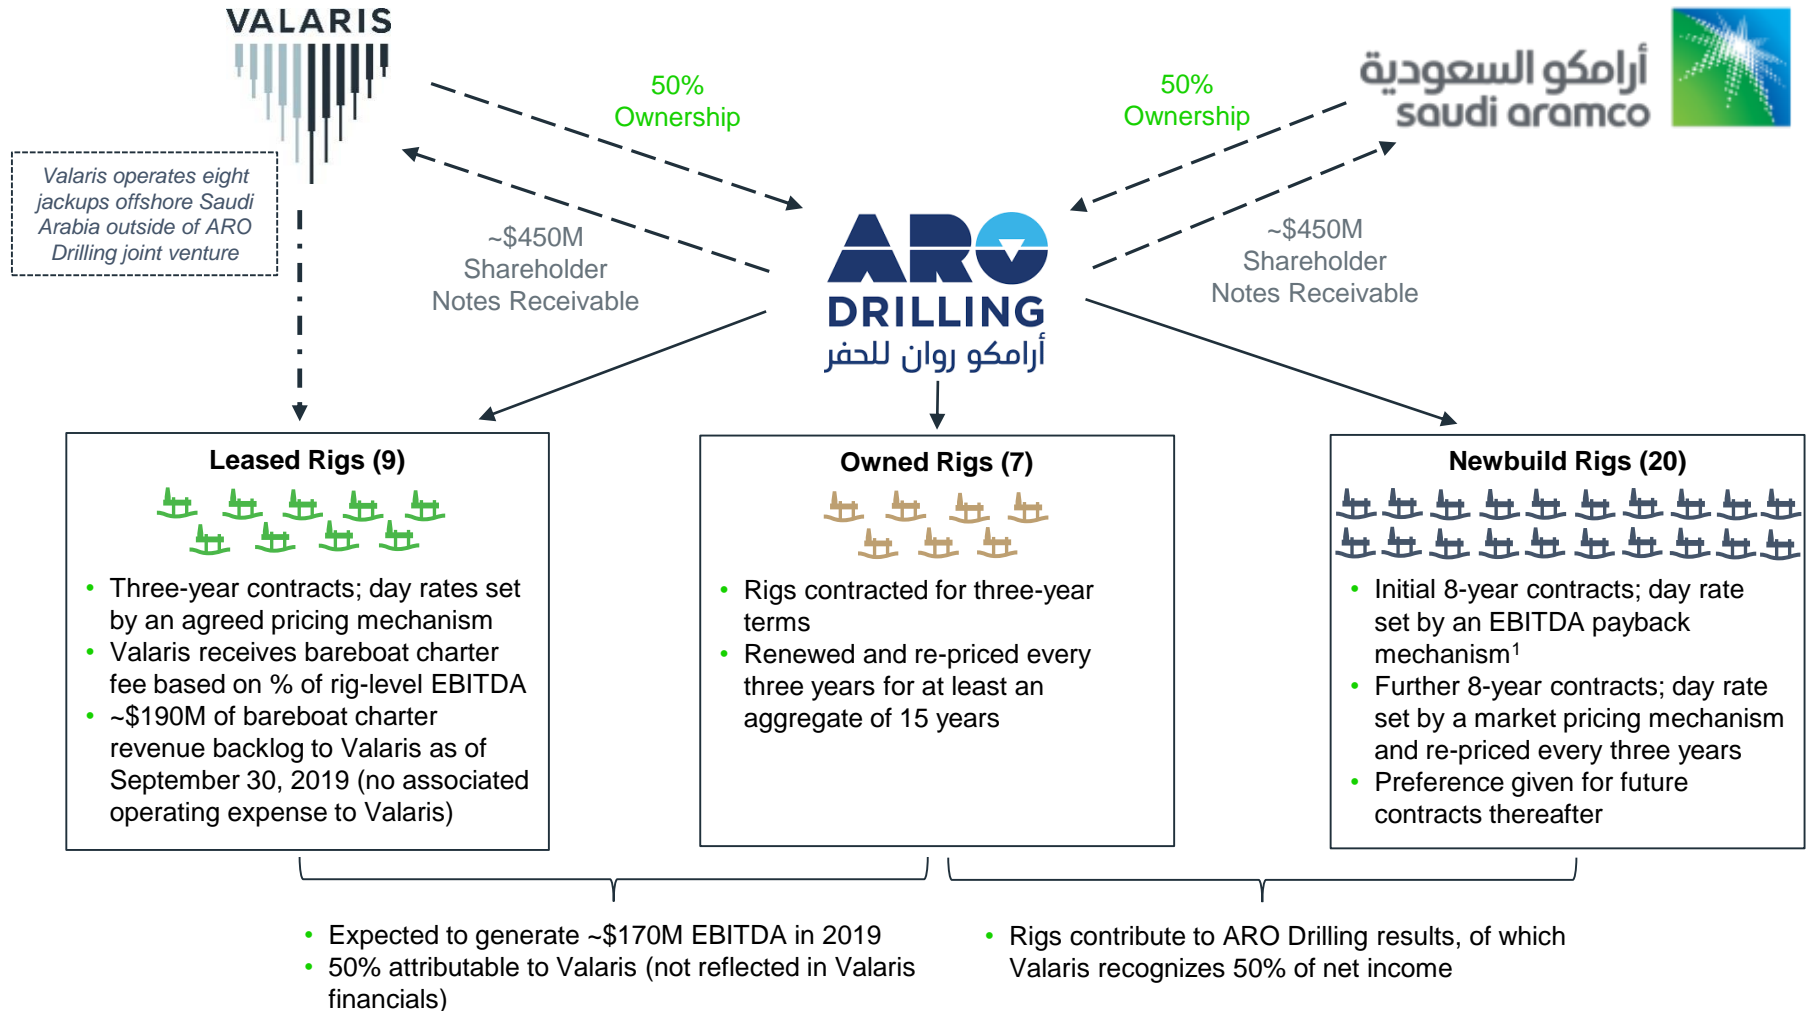 VALARIS
50%
Ownership
50%
Ownership
أرامكو السعودية
saudi aramco
Valaris operates eight
jackups offshore Saudi
Arabia outside of ARO
Drilling joint venture
~$450M
Shareholder
Notes Receivable
ARO
DRILLING
أرامكو روان للحفر
~$450M
Shareholder
Notes Receivable
Leased Rigs (9)
• Three-year contracts; day rates set
by an agreed pricing mechanism
• Valaris receives bareboat charter
fee based on % of rig-level EBITDA
• ~$190M of bareboat charter
revenue backlog to Valaris as of
September 30, 2019 (no associated
operating expense to Valaris)
Owned Rigs (7)
• Rigs contracted for three-year
terms
• Renewed and re-priced every
three years for at least an
aggregate of 15 years
Newbuild Rigs (20)
• Initial 8-year contracts; day rate
set by an EBITDA payback
mechanism¹
• Further 8-year contracts; day rate
set by a market pricing mechanism
and re-priced every three years
• Preference given for future
contracts thereafter
• Expected to generate ~$170M EBITDA in 2019
• 50% attributable to Valaris (not reflected in Valaris
financials)
• Rigs contribute to ARO Drilling results, of which
Valaris recognizes 50% of net income